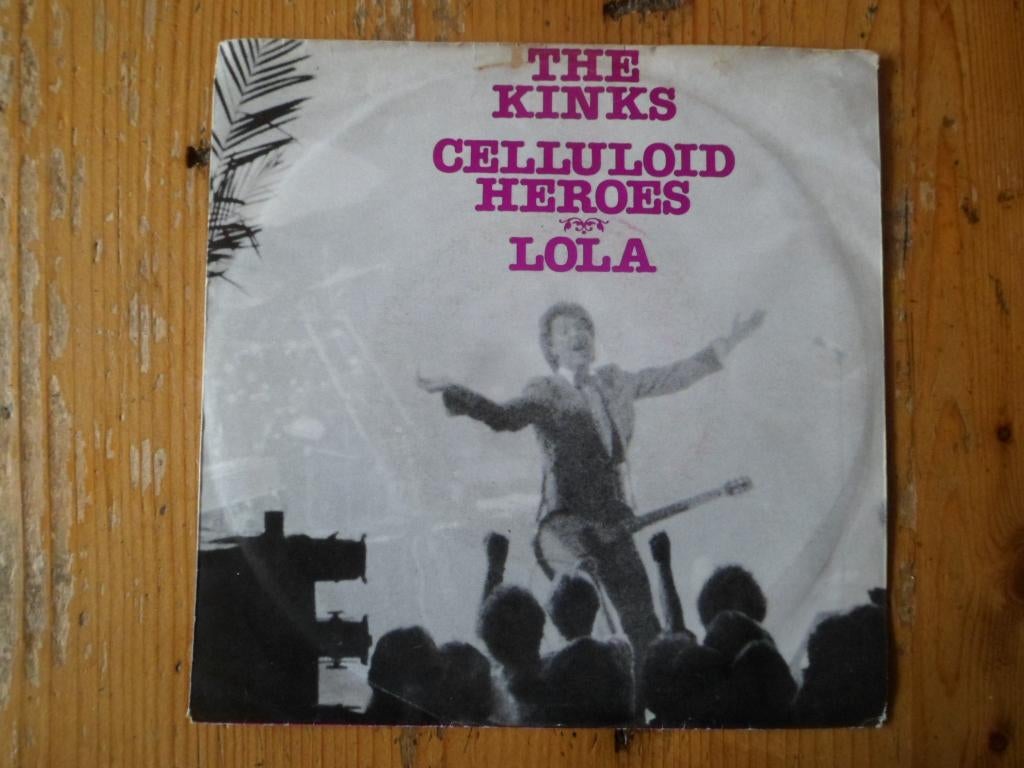 THE
KINKS
CELLULOID
HEROES
LOLA